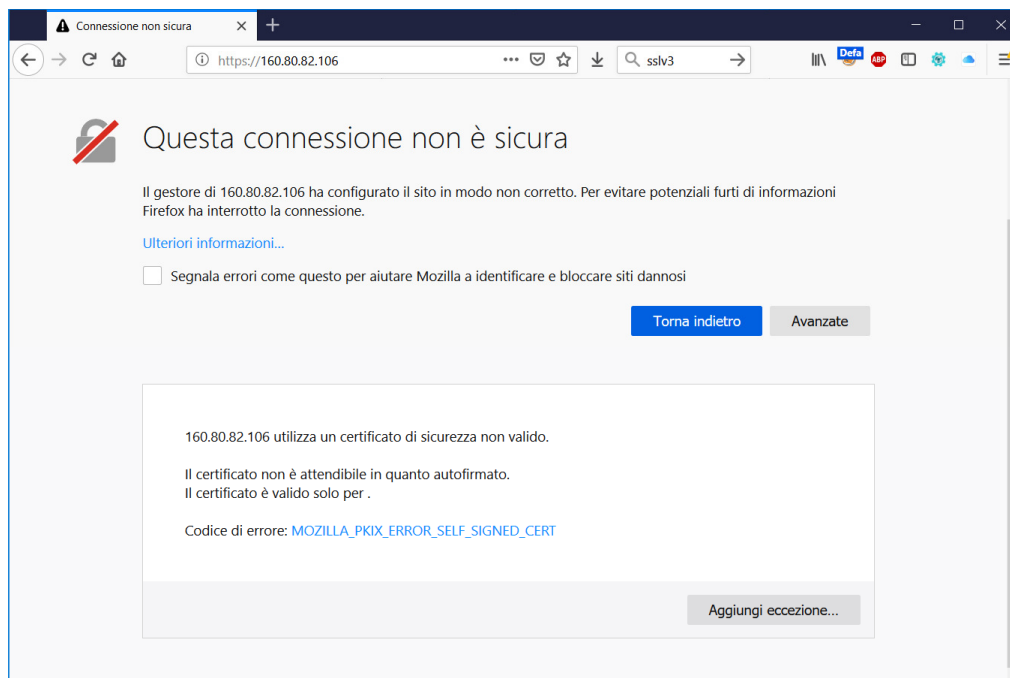 Connessione non sicura
https://160.80.82.106
sslv3
Defa
ABP
Questa connessione non è sicura
Il gestore di 160.80.82.106 ha configurato il sito in modo non corretto. Per evitare potenziali furti di informazioni
Firefox ha interrotto la connessione.
Ulteriori informazioni...
Segnala errori come questo per aiutare Mozilla a identificare e bloccare siti dannosi
Torna indietro
Avanzate
160.80.82.106 utilizza un certificato di sicurezza non valido.
Il certificato non è attendibile in quanto autofirmato.
Il certificato è valido solo per .
Codice di errore: MOZILLA_PKIX_ERROR_SELF_SIGNED_CERT
Aggiungi eccezione...